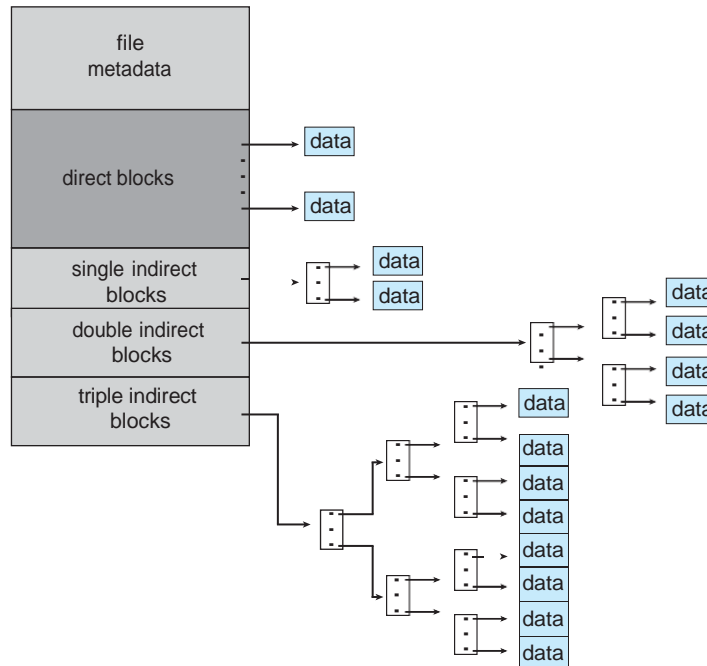 file
metadata
data
direct blocks
data
single indirect
blocks
data
data
double indirect
blocks
data
data
data
data
triple indirect
blocks
data
data
data
data
data
data
data
data